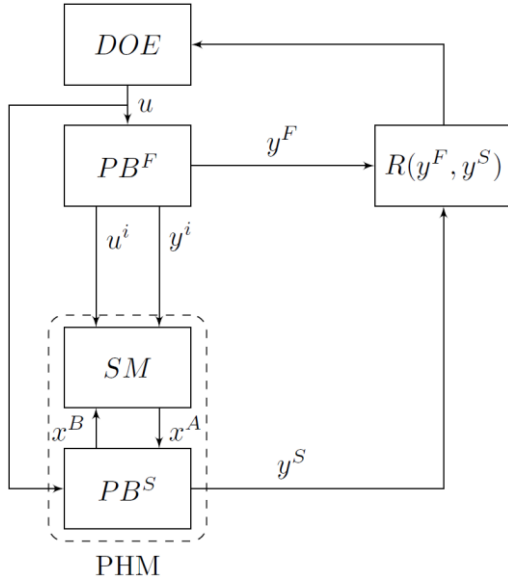 DOE
u
PB^F
y^F
R(y^F, y^S)
u^i
y^i
SM
x^B
x^A
PB^S
y^S
PHM